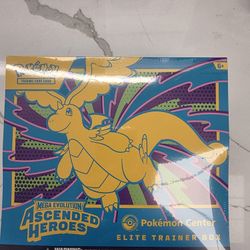 Pokémon
TRADING CARD GAME
6+
MEGA EVOLUTION
ASCENDED
HEROES
Pokémon Center
ELITE TRAINER BOX